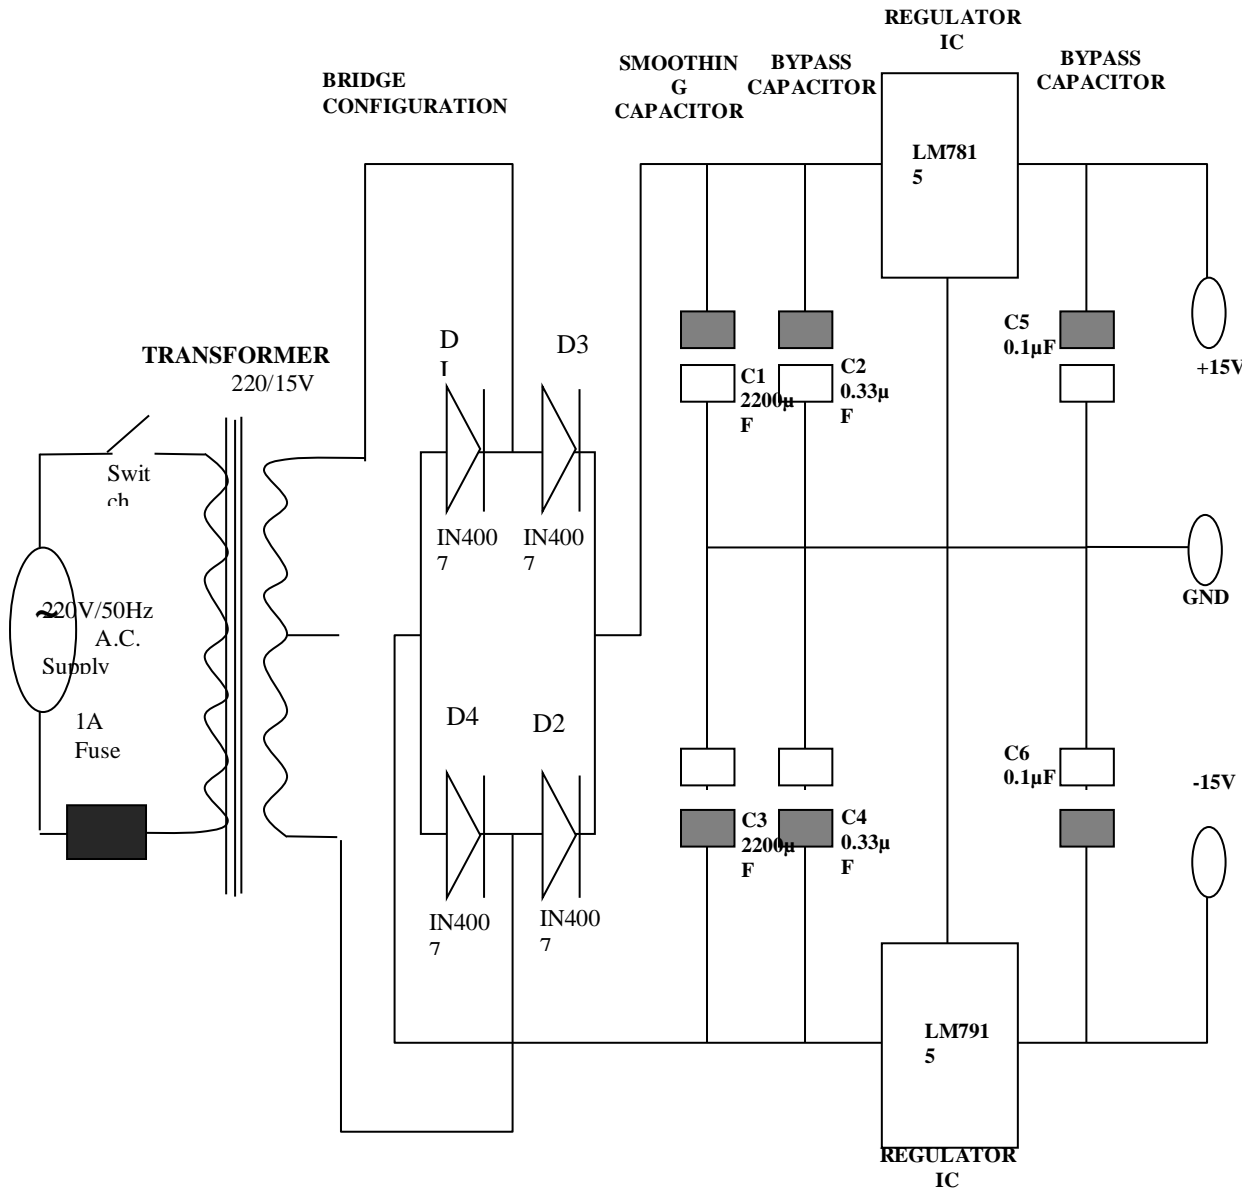 REGULATOR
IC
BRIDGE
CONFIGURATION
SMOOTHIN
G
CAPACITOR
BYPASS
CAPACITOR
BYPASS
CAPACITOR
LM781
5
TRANSFORMER
220/15V
D
D3
C1
2200µ
F
C2
0.33µ
F
C5
0.1µF
+15V
Swit
ch
IN400
7
IN400
7
~
220V/50Hz
A.C.
Supply
GND
1A
Fuse
D4
D2
C3
2200µ
F
C4
0.33µ
F
C6
0.1µF
-15V
IN400
7
IN400
7
LM791
5
REGULATOR
IC